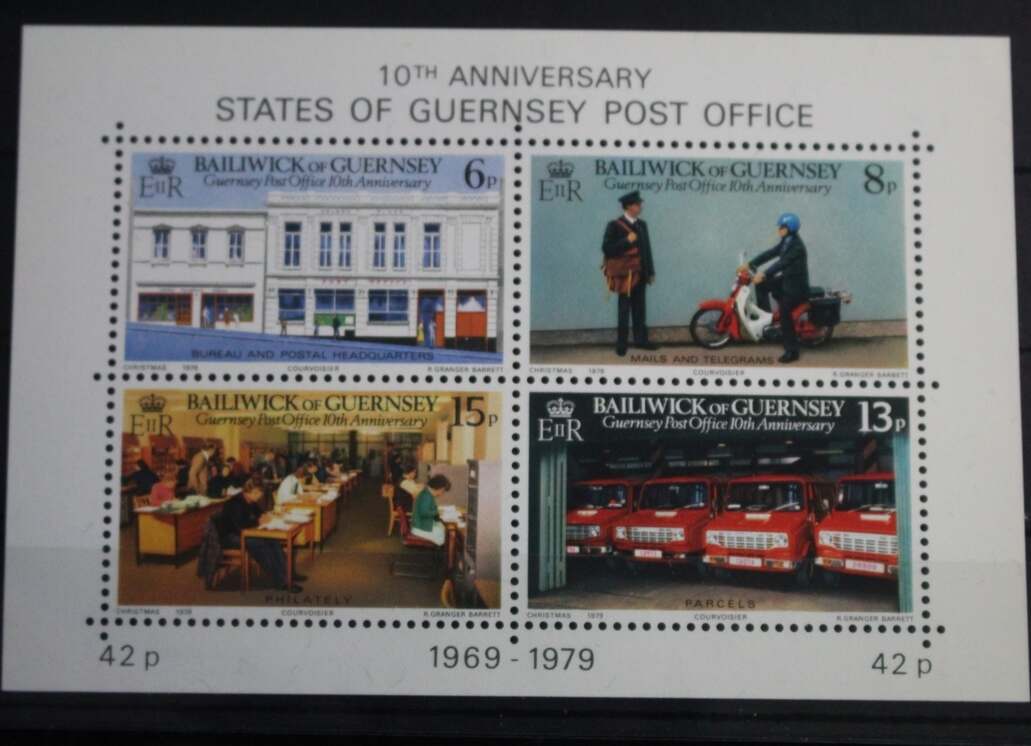 10TH ANNIVERSARY
STATES OF GUERNSEY POST OFFICE
BAILIWICK OF GUERNSEY
Guernsey Post Office 10th Anniversary
6p
EIIR
BUREAU AND POSTAL HEADQUARTERS
CHRISTMAS 1979 COURVOISIER R. GRANGER BARRETT
BAILIWICK OF GUERNSEY
Guernsey Post Office 10th Anniversary
8p
EIIR
MAILS AND TELEGRAMS
CHRISTMAS 1979 COURVOISIER R. GRANGER BARRETT
BAILIWICK OF GUERNSEY
Guernsey Post Office 10th Anniversary
15p
EIIR
PHILATELY
CHRISTMAS 1979 COURVOISIER R. GRANGER BARRETT
BAILIWICK OF GUERNSEY
Guernsey Post Office 10th Anniversary
13p
EIIR
PARCELS
CHRISTMAS 1979 COURVOISIER R. GRANGER BARRETT
42 p 1969 - 1979 42 p